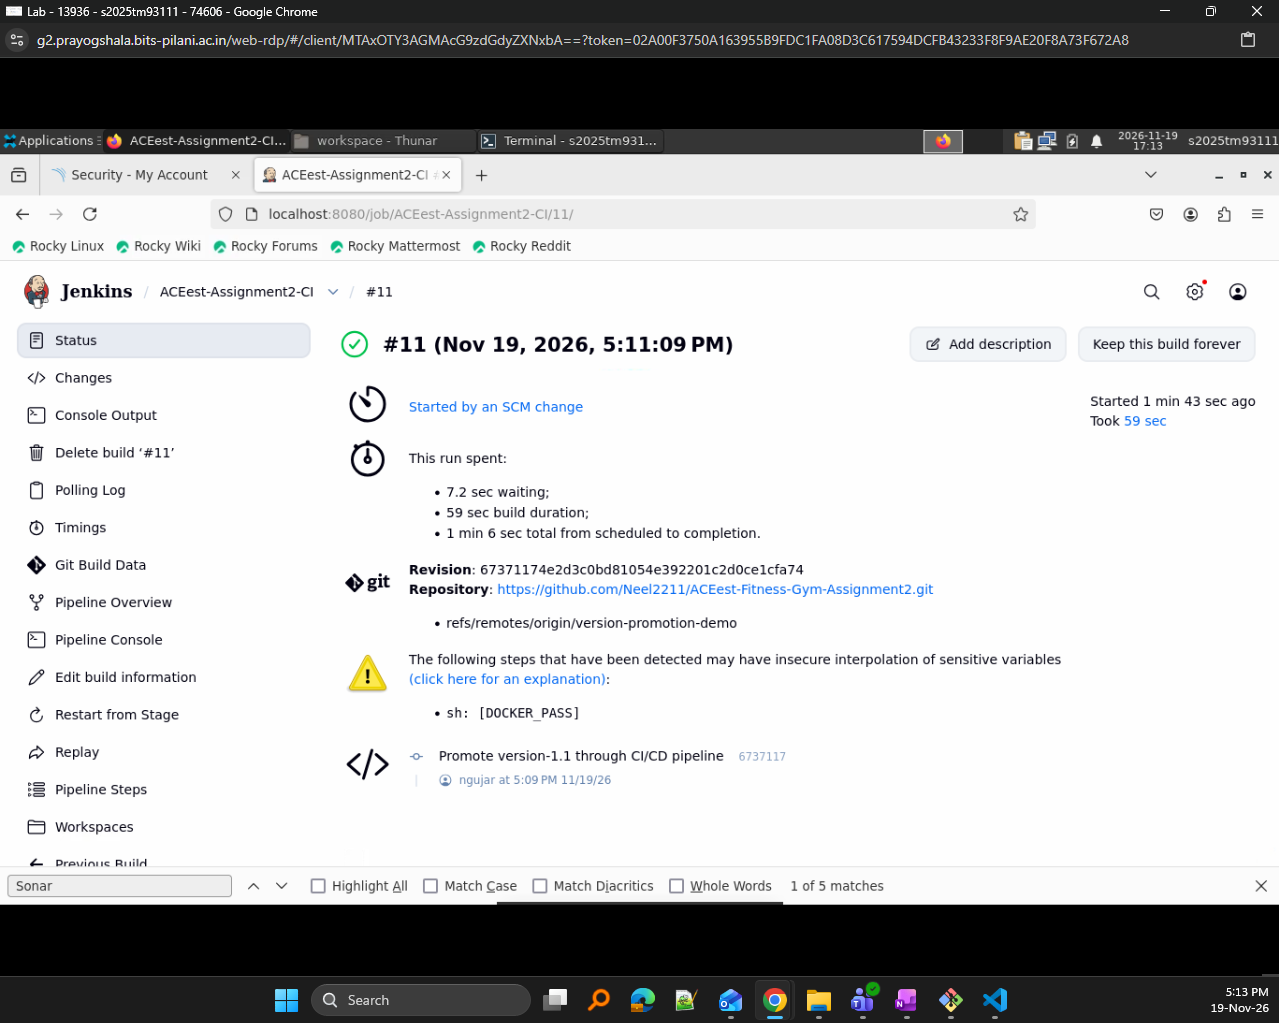 Lab - 13936 - s2025tm93111 - 74606 - Google Chrome
g2.prayogshala.bits-pilani.ac.in/web-rdp/#/client/MTAxOTY3AGMAcG9zdGdyZXNxbA==?token=02A00F3750A163955B9FDC1FA08D3C617594DCFB43233F8F9AE20F8A73F672A8
Applications
ACEest-Assignment2-CI...
workspace - Thunar
Terminal - s2025tm931...
2026-11-19
17:13
s2025tm93111
Security - My Account
ACEest-Assignment2-CI
localhost:8080/job/ACEest-Assignment2-CI/11/
Rocky Linux
Rocky Wiki
Rocky Forums
Rocky Mattermost
Rocky Reddit
Jenkins / ACEest-Assignment2-CI / #11
Status
Changes
Console Output
Delete build ‘#11’
Polling Log
Timings
Git Build Data
Pipeline Overview
Pipeline Console
Edit build information
Restart from Stage
Replay
Pipeline Steps
Workspaces
Previous Build
#11 (Nov 19, 2026, 5:11:09 PM)
Add description
Keep this build forever
Started 1 min 43 sec ago
Took 59 sec
Started by an SCM change
This run spent:
• 7.2 sec waiting;
• 59 sec build duration;
• 1 min 6 sec total from scheduled to completion.
git
Revision: 67371174e2d3c0bd81054e392201c2d0ce1cfa74
Repository: https://github.com/Neel2211/ACEest-Fitness-Gym-Assignment2.git
• refs/remotes/origin/version-promotion-demo
The following steps that have been detected may have insecure interpolation of sensitive variables
(click here for an explanation):
• sh: [DOCKER_PASS]
Promote version-1.1 through CI/CD pipeline 6737117
ngujar at 5:09 PM 11/19/26
Sonar
Highlight All
Match Case
Match Diacritics
Whole Words
1 of 5 matches
Search
5:13 PM
19-Nov-26